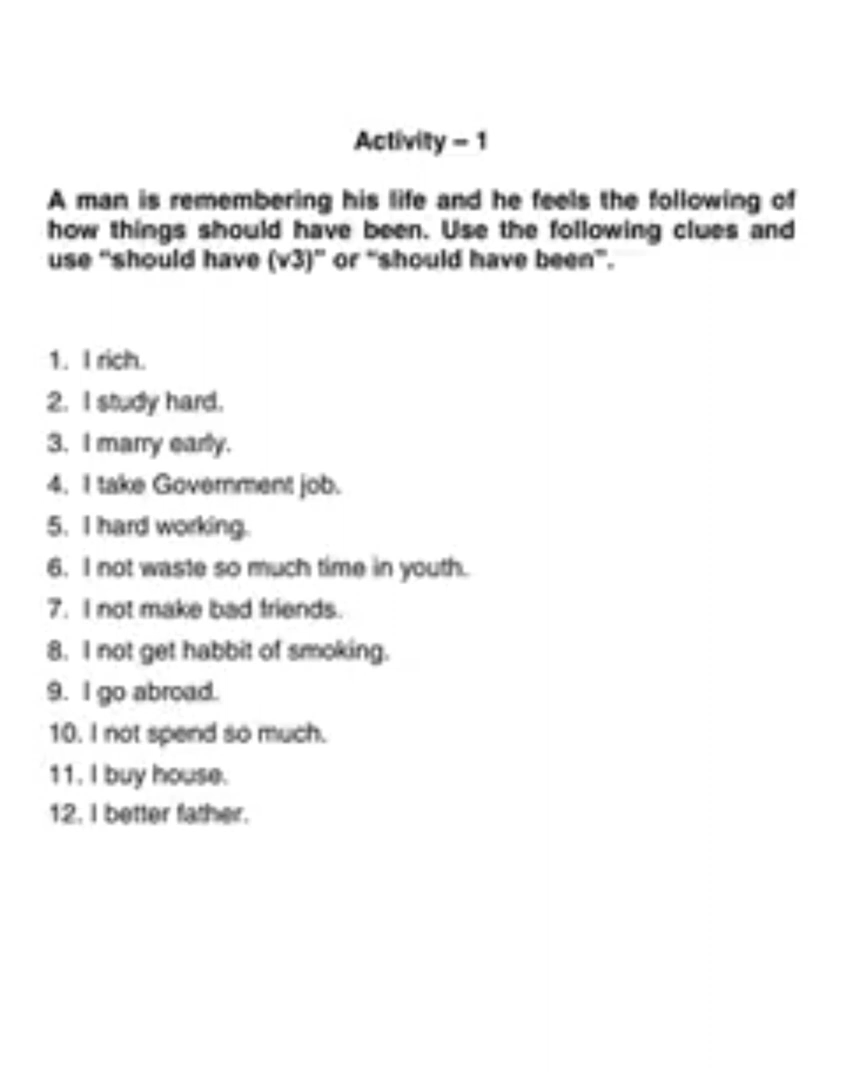 Activity – 1
A man is remembering his life and he feels the following of
how things should have been. Use the following clues and
use "should have (v3)" or "should have been".
1. I rich.
2. I study hard.
3. I marry early.
4. I take Government job.
5. I hard working.
6. I not waste so much time in youth.
7. I not make bad friends.
8. I not get habbit of smoking.
9. I go abroad.
10. I not spend so much.
11. I buy house.
12. I better father.